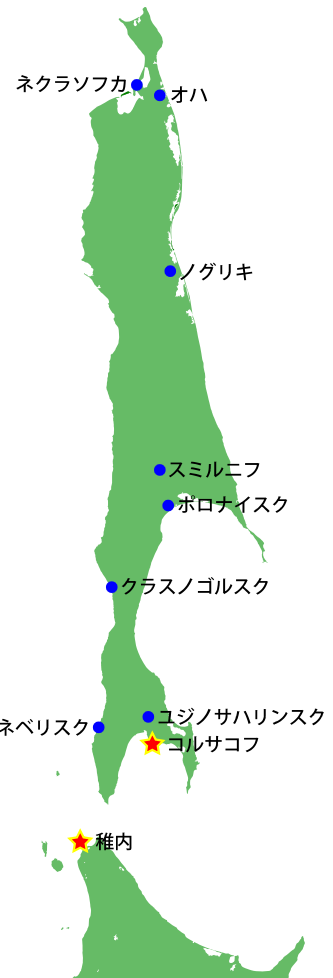 ネクラソフカ
オハ
ノグリキ
スミルニフ
ポロナイスク
クラスノゴルスク
ユジノサハリンスク
ネベリスク
コルサコフ
稚内